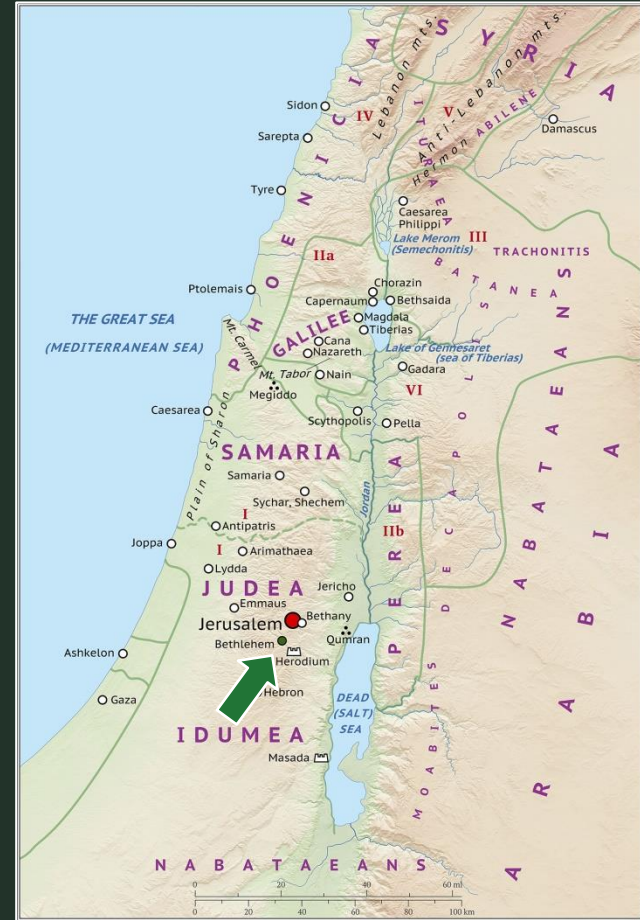 SYRIA
Lebanon mts.
Anti-Lebanon mts.
PHOENICIA
IV
V
Sidon
ITURAEA
ABILENE
Hermon
Damascus
Sarepta
Tyre
Caesarea
Philippi
Lake Merom
(Semechonitis)
III
TRACHONITIS
IIa
BATANEA
Chorazin
Ptolemais
Capernaum
Bethsaida
Magdala
GALILEE
Tiberias
THE GREAT SEA
(MEDITERRANEAN SEA)
Mt. Carmel
Cana
Nazareth
Lake of Gennesaret
(sea of Tiberias)
Mt. Tabor
Nain
Gadara
Megiddo
VI
Caesarea
Plain of Sharon
Scythopolis
Pella
DECAPOLIS
NABATAEANS
SAMARIA
Samaria
Sychar, Shechem
Jordan
PEREA
ARABIA
I
Antipatris
IIb
Joppa
I
Arimathaea
Lydda
JUDEA
Jericho
Emmaus
Jerusalem
Bethany
Bethlehem
Qumran
Ashkelon
Herodium
Gaza
Hebron
DEAD
(SALT)
SEA
IDUMEA
MOABITES
Masada
NABATAEANS
0 20 40 60 ml
0 20 40 60 80 100 km